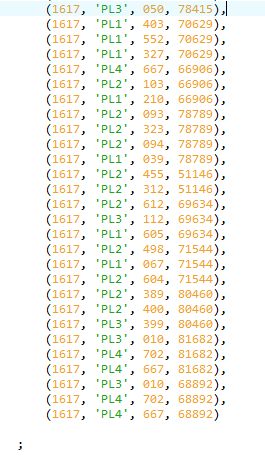 (1617, 'PL3', 050, 78415),
(1617, 'PL1', 403, 70629),
(1617, 'PL1', 552, 70629),
(1617, 'PL1', 327, 70629),
(1617, 'PL4', 667, 66906),
(1617, 'PL2', 103, 66906),
(1617, 'PL1', 210, 66906),
(1617, 'PL2', 093, 78789),
(1617, 'PL2', 323, 78789),
(1617, 'PL2', 094, 78789),
(1617, 'PL1', 039, 78789),
(1617, 'PL2', 455, 51146),
(1617, 'PL2', 312, 51146),
(1617, 'PL2', 612, 69634),
(1617, 'PL3', 112, 69634),
(1617, 'PL1', 605, 69634),
(1617, 'PL2', 498, 71544),
(1617, 'PL1', 067, 71544),
(1617, 'PL2', 604, 71544),
(1617, 'PL2', 389, 80460),
(1617, 'PL2', 400, 80460),
(1617, 'PL3', 399, 80460),
(1617, 'PL3', 010, 81682),
(1617, 'PL4', 702, 81682),
(1617, 'PL4', 667, 81682),
(1617, 'PL3', 010, 68892),
(1617, 'PL4', 702, 68892),
(1617, 'PL4', 667, 68892)
;